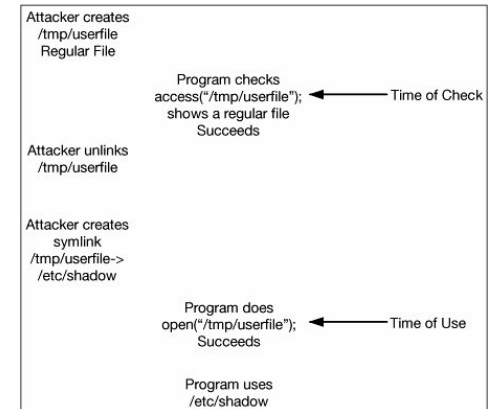 Attacker creates
/tmp/userfile
Regular File
Program checks
access(“/tmp/userfile”);
shows a regular file
Succeeds
Time of Check
Attacker unlinks
/tmp/userfile
Attacker creates
symlink
/tmp/userfile->
/etc/shadow
Program does
open(“/tmp/userfile”);
Succeeds
Time of Use
Program uses
/etc/shadow